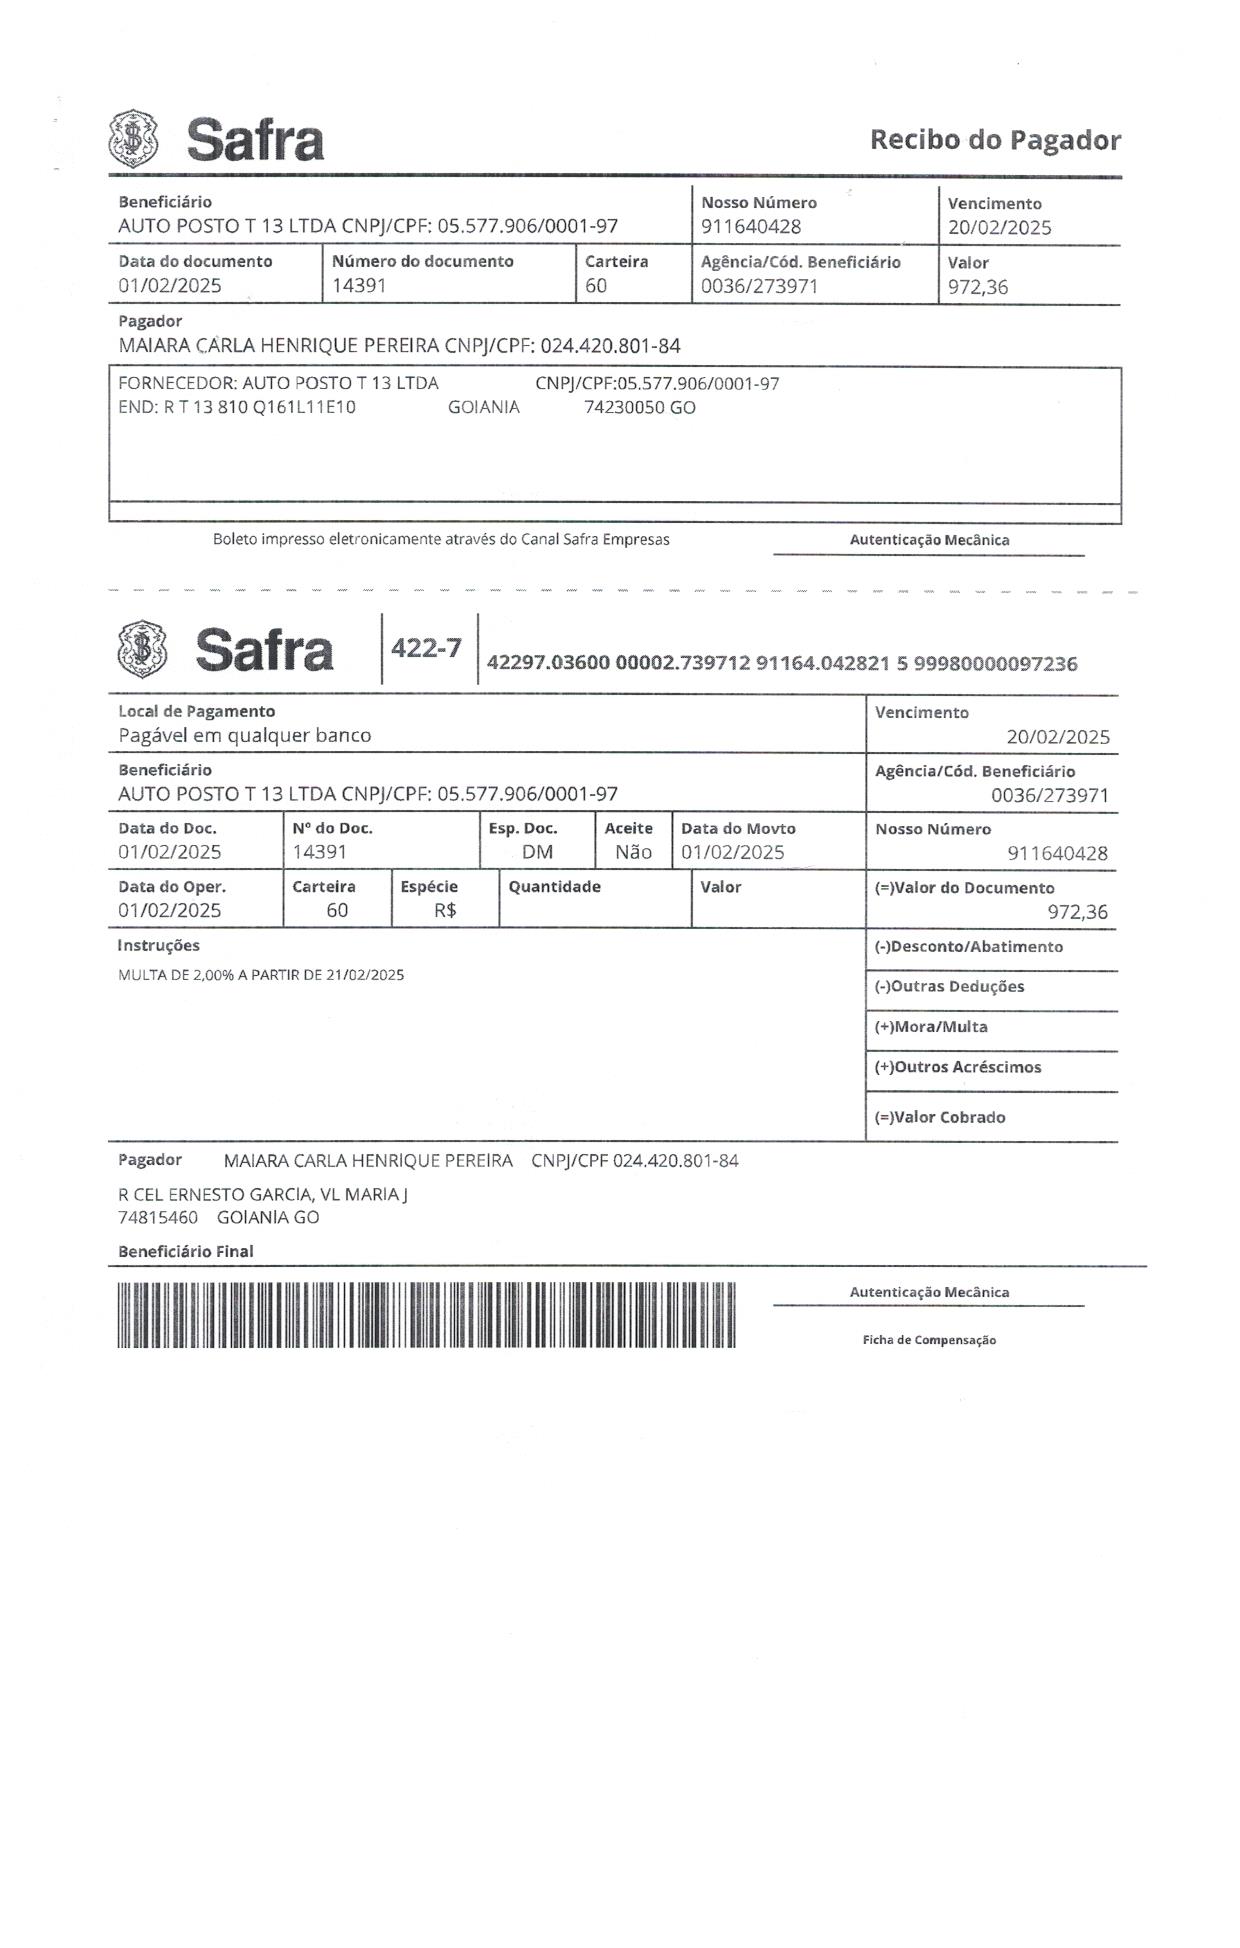 Safra
Recibo do Pagador
Beneficiário Nosso Número Vencimento
AUTO POSTO T 13 LTDA CNPJ/CPF: 05.577.906/0001-97 911640428 20/02/2025
Data do documento Número do documento Carteira Agência/Cód. Beneficiário Valor
01/02/2025 14391 60 0036/273971 972,36
Pagador
MAIARA CARLA HENRIQUE PEREIRA CNPJ/CPF: 024.420.801-84
FORNECEDOR: AUTO POSTO T 13 LTDA CNPJ/CPF:05.577.906/0001-97
END: R T 13 810 Q161L11E10 GOIANIA 74230050 GO
Boleto impresso eletronicamente através do Canal Safra Empresas Autenticação Mecânica
Safra 422-7 42297.03600 00002.739712 91164.042821 5 99980000097236
Local de Pagamento Vencimento
Pagável em qualquer banco 20/02/2025
Beneficiário Agência/Cód. Beneficiário
AUTO POSTO T 13 LTDA CNPJ/CPF: 05.577.906/0001-97 0036/273971
Data do Doc. Nº do Doc. Esp. Doc. Aceite Data do Movto Nosso Número
01/02/2025 14391 DM Não 01/02/2025 911640428
Data do Oper. Carteira Espécie Quantidade Valor (=)Valor do Documento
01/02/2025 60 R$ 972,36
Instruções (-)Desconto/Abatimento
MULTA DE 2,00% A PARTIR DE 21/02/2025
(-)Outras Deduções
(+)Mora/Multa
(+)Outros Acréscimos
(=)Valor Cobrado
Pagador MAIARA CARLA HENRIQUE PEREIRA CNPJ/CPF 024.420.801-84
R CEL ERNESTO GARCIA, VL MARIA J
74815460 GOIANIA GO
Beneficiário Final
Autenticação Mecânica
Ficha de Compensação